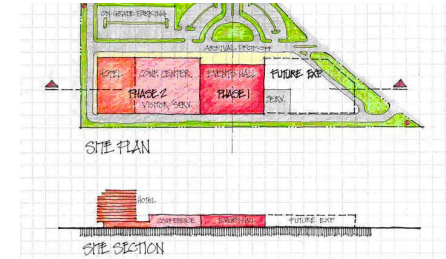 ON GRADE PARKING
ARRIVAL DROP-OFF
HOTEL
CONF. CENTER
EVENTS HALL
FUTURE EXP
PHASE 2
PHASE 1
VISITOR/SERV.
SERV.
SITE PLAN
HOTEL
CONFERENCE
EVENTS HALL
FUTURE EXP
SITE SECTION